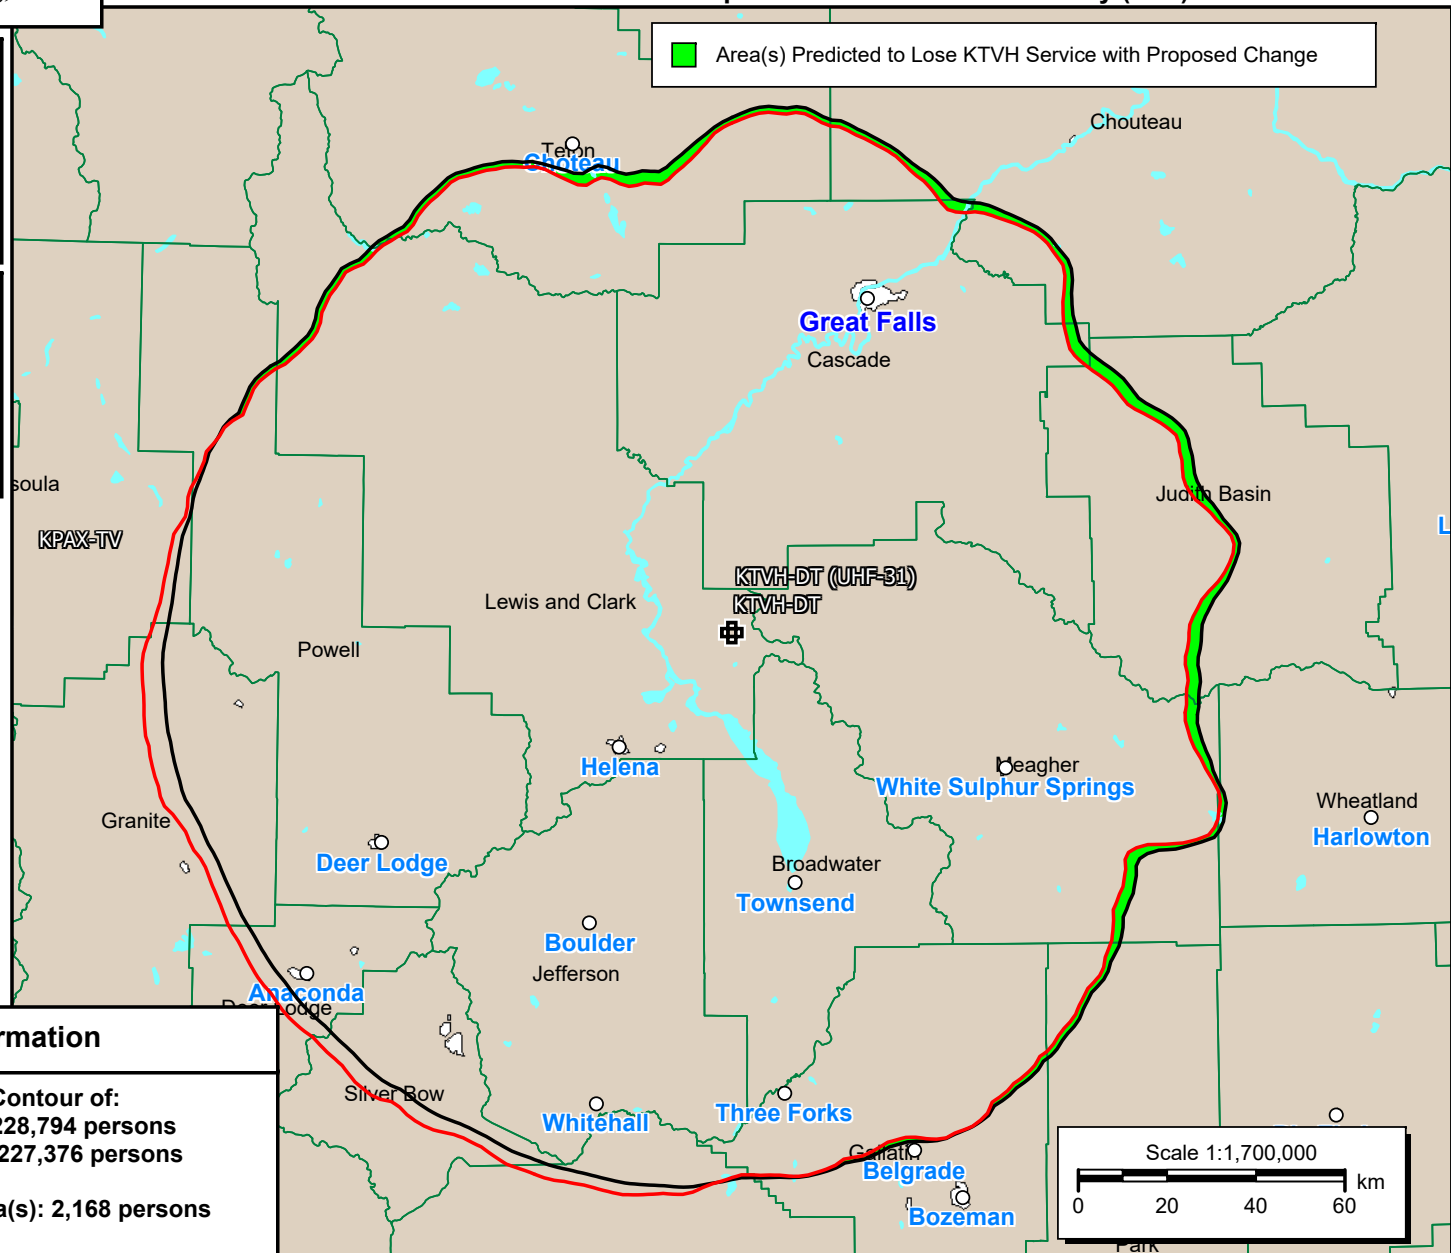 Area(s) Predicted to Lose KTVH Service with Proposed Change
Chouteau
Teton
Choteau
Great Falls
Cascade
soula
Judith Basin
KPAX-TV
L
KTVH-DT (UHF-31)
KTVH-DT
Lewis and Clark
Powell
Helena
Meagher
White Sulphur Springs
Granite
Wheatland
Harlowton
Deer Lodge
Broadwater
Townsend
Boulder
Jefferson
Anaconda
Deer Lodge
rmation
Contour of:
228,794 persons
227,376 persons
a(s): 2,168 persons
Silver Bow
Whitehall
Three Forks
Gallatin
Belgrade
Bozeman
Scale 1:1,700,000
km
0 20 40 60
Park